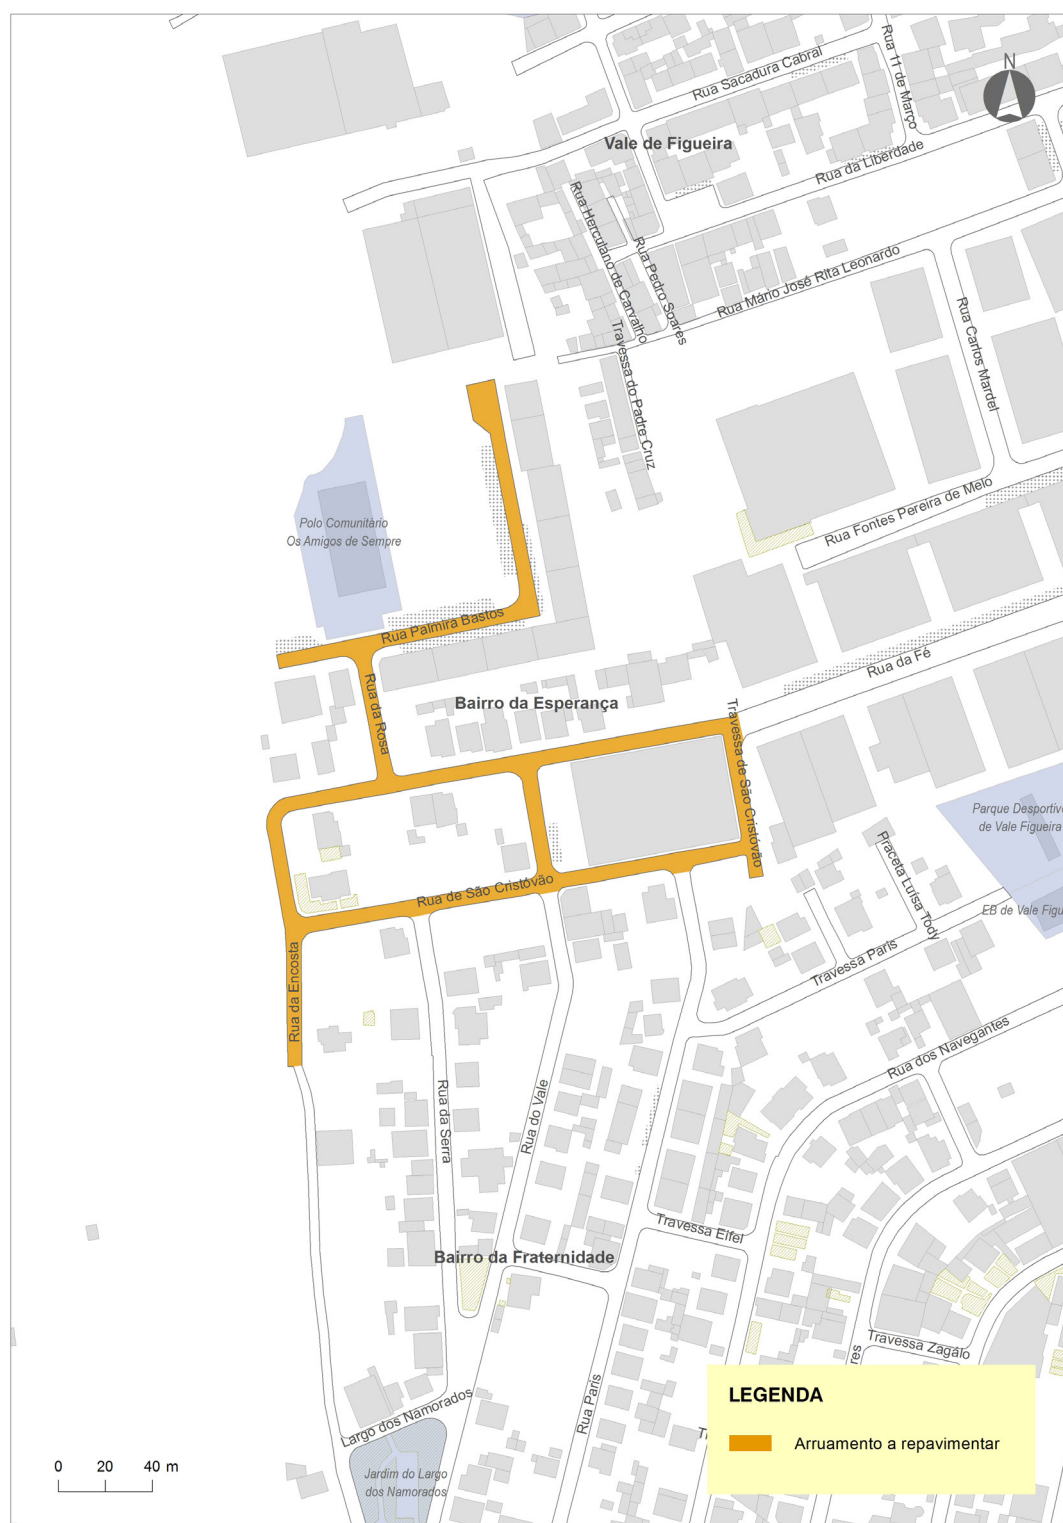 Rua Sacadura Cabral
Rua 11 de Março
N
Vale de Figueira
Rua da Liberdade
Rua Herculano de Carvalho
Rua Pedro Soares
Rua Mário José Rita Leonardo
Travessa do Padre Cruz
Rua Carlos Mardel
Rua Fontes Pereira de Melo
Polo Comunitário
Os Amigos de Sempre
Rua Palmira Bastos
Rua da Fé
Rua da Rosa
Bairro da Esperança
Travessa de São Cristóvão
Parque Desportivo
de Vale Figueira
Praceta Luísa Tody
Rua de São Cristóvão
EB de Vale Figu
Travessa Paris
Rua da Encosta
Rua dos Navegantes
Rua da Serra
Rua do Vale
Travessa Eifel
Bairro da Fraternidade
Travessa Zagalo
res
Rua Paris
Largo dos Namorados
Jardim do Largo
dos Namorados
LEGENDA
Arruamento a repavimentar
0 20 40 m